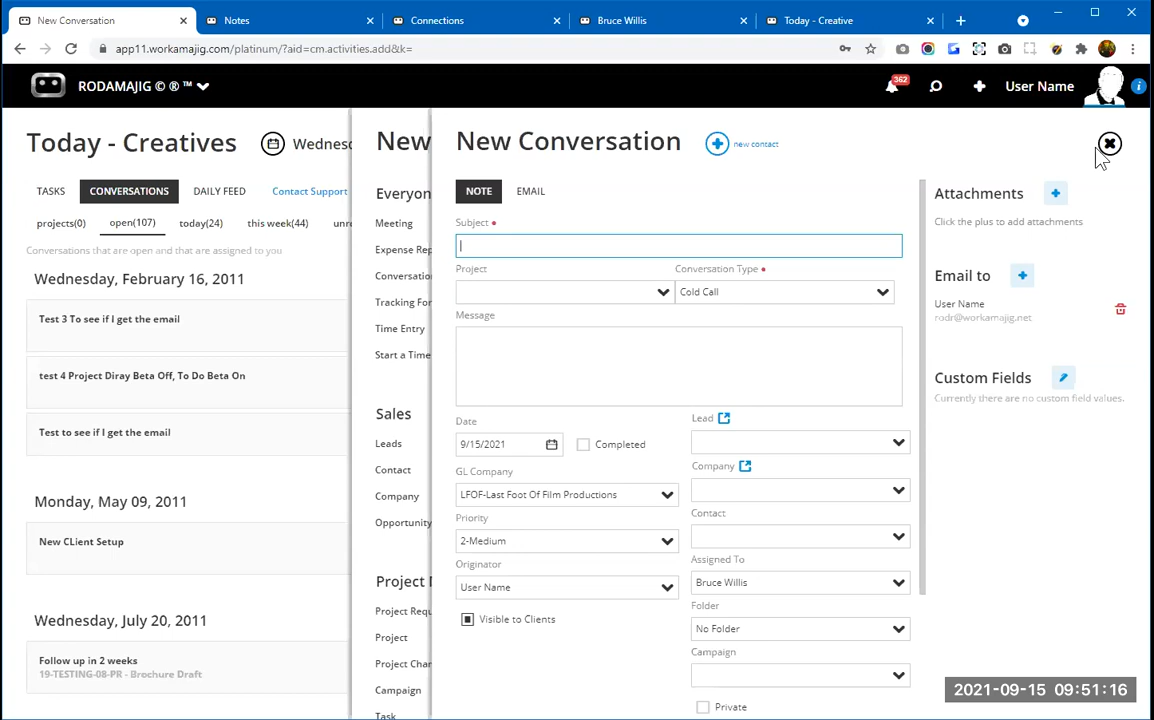 New Conversation
Notes
Connections
Bruce Willis
Today - Creative
app11.workamajig.com/platinum/?aid=cm.activities.add&k=
RODAMAJIG © ® ™
362
User Name
Today - Creatives
Wednesc
TASKS
CONVERSATIONS
DAILY FEED
Contact Support
projects(0)
open(107)
today(24)
this week(44)
unr
Conversations that are open and that are assigned to you
Wednesday, February 16, 2011
Test 3 To see if I get the email
test 4 Project Diray Beta Off, To Do Beta On
Test to see if I get the email
Monday, May 09, 2011
New CLient Setup
Wednesday, July 20, 2011
Follow up in 2 weeks
19-TESTING-08-PR - Brochure Draft
New
Everyon
Meeting
Expense Rep
Conversatio
Tracking For
Time Entry
Start a Time
Sales
Leads
Contact
Company
Opportunity
Project M
Project Requ
Project
Project Char
Campaign
Task
New Conversation
new contact
NOTE
EMAIL
Subject
Project
Conversation Type
Cold Call
Message
Date
9/15/2021
Completed
GL Company
LFOF-Last Foot Of Film Productions
Priority
2-Medium
Originator
User Name
Visible to Clients
Lead
Company
Contact
Assigned To
Bruce Willis
Folder
No Folder
Campaign
Private
Attachments
Click the plus to add attachments
Email to
User Name
rodr@workamajig.net
Custom Fields
Currently there are no custom field values.
2021-09-15 09:51:16